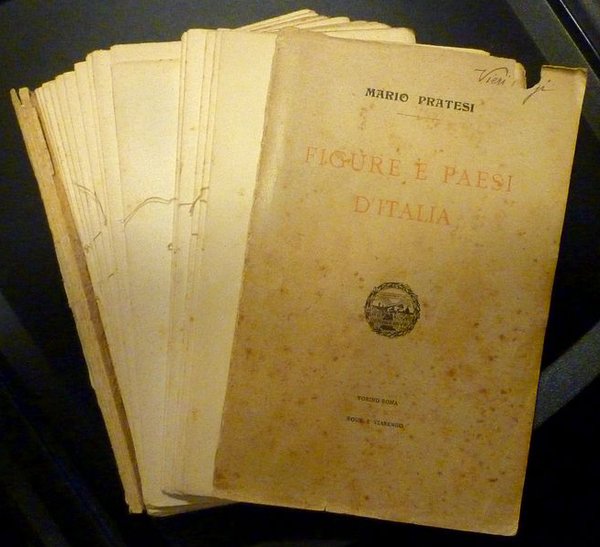 Vieri
MARIO PRATESI
FIGURE E PAESI
D'ITALIA
TORINO-ROMA
ROUX E VIARENGO